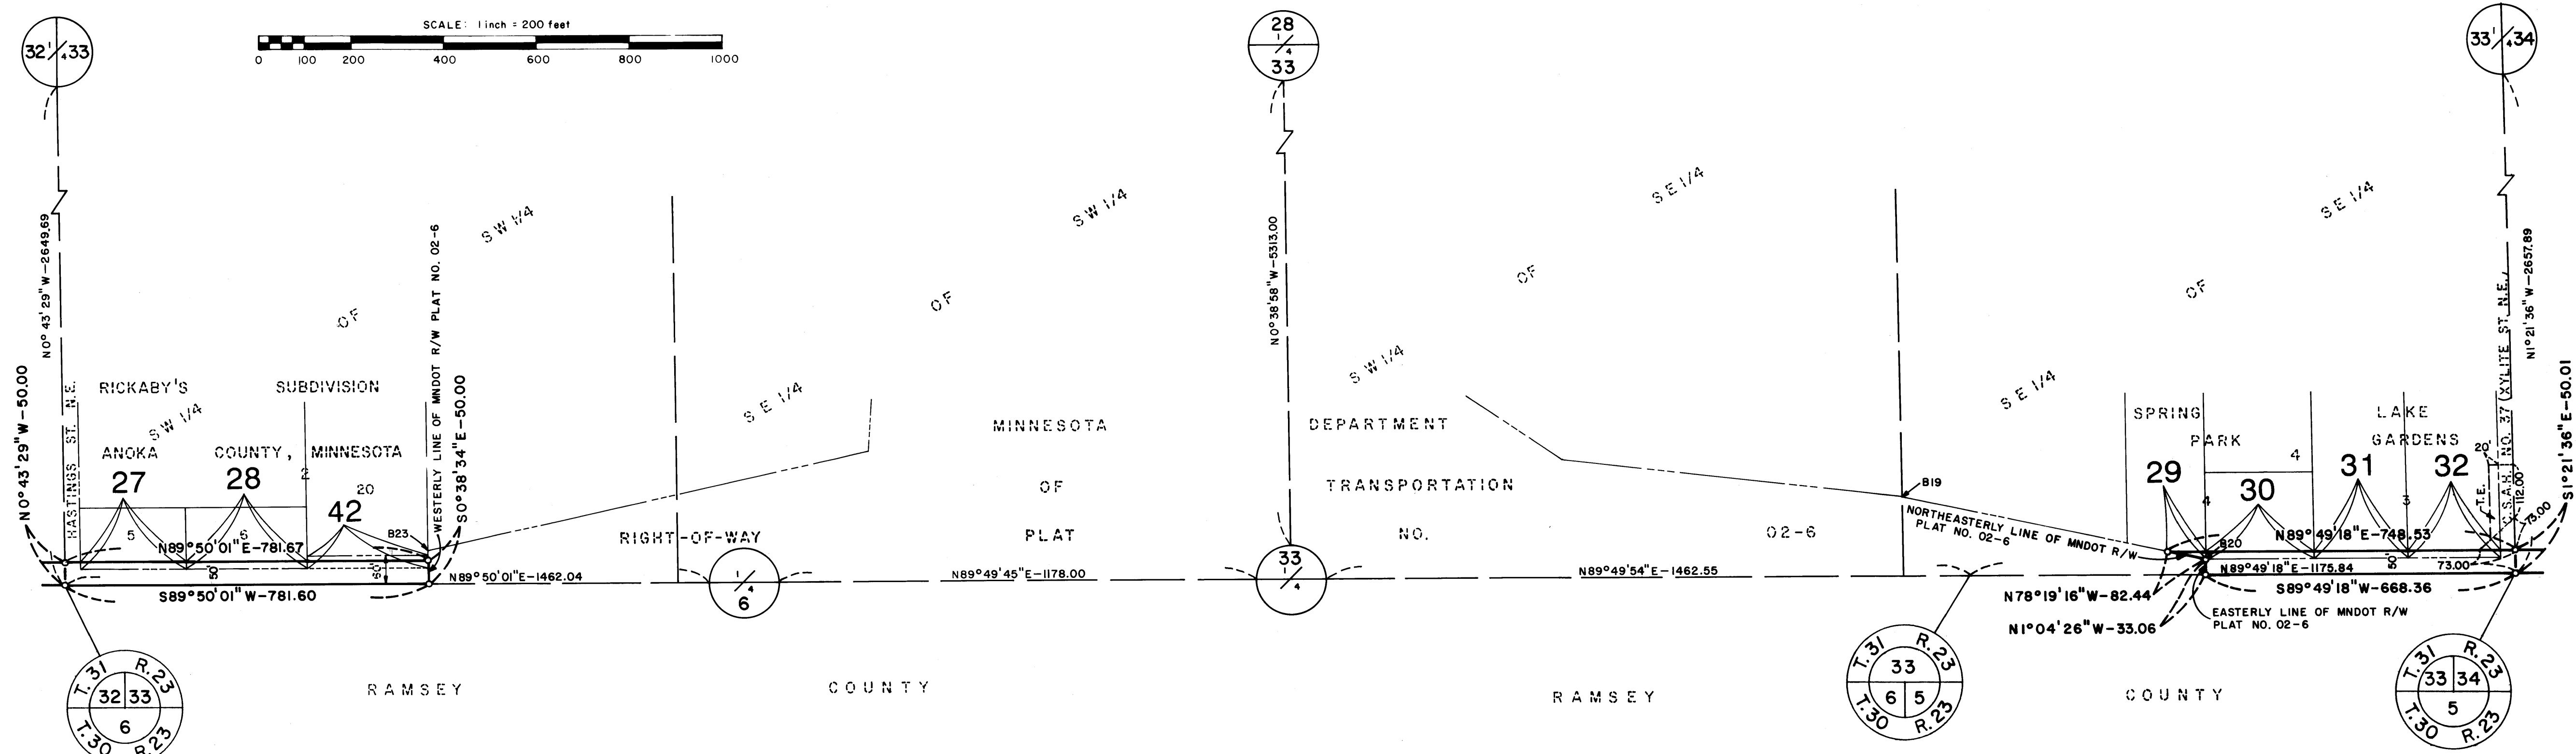 SCALE: 1 inch = 200 feet
0 100 200 400 600 800 1000
32 1/4 33
28
1/4
33
33 1/4 34
N0°43'29"W-2649.69
N0°38'58"W-5313.00
N1°21'36"W-2657.89
SW 1/4
OF
SW 1/4
SW 1/4
OF
SE 1/4
SE 1/4
OF
SW 1/4
SE 1/4
OF
SE 1/4
N0°43'29"W-50.00
HASTINGS ST. N.E.
RICKABY'S SUBDIVISION
ANOKA COUNTY, MINNESOTA
2
27
28
42
20
5
6
N89°50'01"E-781.67
50'
60'
S89°50'01"W-781.60
WESTERLY LINE OF MNDOT R/W PLAT NO. 02-6
S0°38'34"E-50.00
B23
N89°50'01"E-1462.04
MINNESOTA DEPARTMENT
OF TRANSPORTATION
RIGHT-OF-WAY PLAT NO. 02-6
1/4
6
N89°49'45"E-1178.00
33
1/4
N89°49'54"E-1462.55
B19
NORTHEASTERLY LINE OF MNDOT R/W
PLAT NO. 02-6
SPRING LAKE
PARK GARDENS
4
29
30
31
32
4
3
B20
N89°49'18"E-748.53
N89°49'18"E-1175.84
50'
73.00
S89°49'18"W-668.36
N78°19'16"W-82.44
N1°04'26"W-33.06
EASTERLY LINE OF MNDOT R/W
PLAT NO. 02-6
20'
T.E.
112.00
73.00
C.S.A.H. NO. 37 (XYLITE ST. N.E.)
S1°21'36"E-50.01
T.31 R.23
32 33
6
T.30 R.23
RAMSEY COUNTY
RAMSEY COUNTY
T.31 R.23
33
6 5
T.30 R.23
T.31 R.23
33 34
5
T.30 R.23